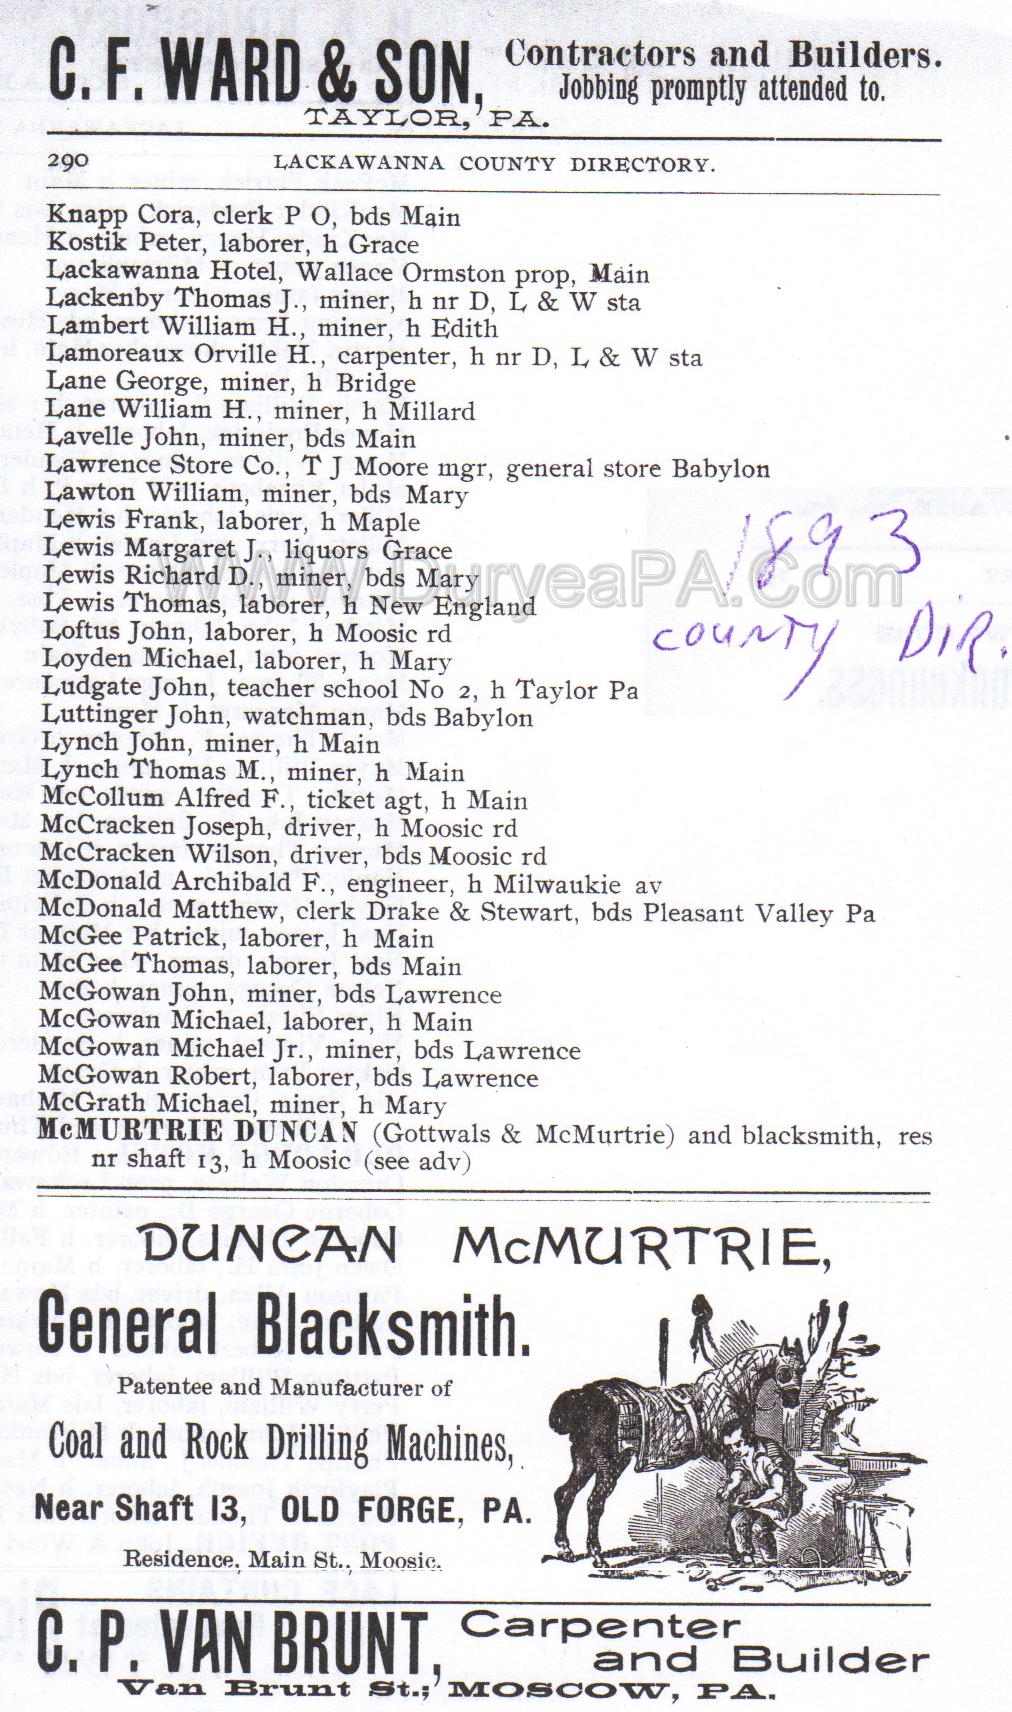 C. F. WARD & SON, Contractors and Builders.
Jobbing promptly attended to.
TAYLOR, PA.
290 LACKAWANNA COUNTY DIRECTORY.
Knapp Cora, clerk P O, bds Main
Kostik Peter, laborer, h Grace
Lackawanna Hotel, Wallace Ormston prop, Main
Lackenby Thomas J., miner, h nr D, L & W sta
Lambert William H., miner, h Edith
Lamoreaux Orville H., carpenter, h nr D, L & W sta
Lane George, miner, h Bridge
Lane William H., miner, h Millard
Lavelle John, miner, bds Main
Lawrence Store Co., T J Moore mgr, general store Babylon
Lawton William, miner, bds Mary
Lewis Frank, laborer, h Maple
Lewis Margaret J., liquors Grace
Lewis Richard D., miner, bds Mary
Lewis Thomas, laborer, h New England
Loftus John, laborer, h Moosic rd
Loyden Michael, laborer, h Mary
Ludgate John, teacher school No 2, h Taylor Pa
Luttinger John, watchman, bds Babylon
Lynch John, miner, h Main
Lynch Thomas M., miner, h Main
McCollum Alfred F., ticket agt, h Main
McCracken Joseph, driver, h Moosic rd
McCracken Wilson, driver, bds Moosic rd
McDonald Archibald F., engineer, h Milwaukie av
McDonald Matthew, clerk Drake & Stewart, bds Pleasant Valley Pa
McGee Patrick, laborer, h Main
McGee Thomas, laborer, bds Main
McGowan John, miner, bds Lawrence
McGowan Michael, laborer, h Main
McGowan Michael Jr., miner, bds Lawrence
McGowan Robert, laborer, bds Lawrence
McGrath Michael, miner, h Mary
McMURTRIE DUNCAN (Gottwals & McMurtrie) and blacksmith, res
nr shaft 13, h Moosic (see adv)
1893
COUNTY DIR.
www.DuryeaPA.Com
DUNCAN McMURTRIE,
General Blacksmith.
Patentee and Manufacturer of
Coal and Rock Drilling Machines,
Near Shaft 13, OLD FORGE, PA.
Residence, Main St., Moosic.
C. P. VAN BRUNT, Carpenter
and Builder
Van Brunt St., MOSCOW, PA.